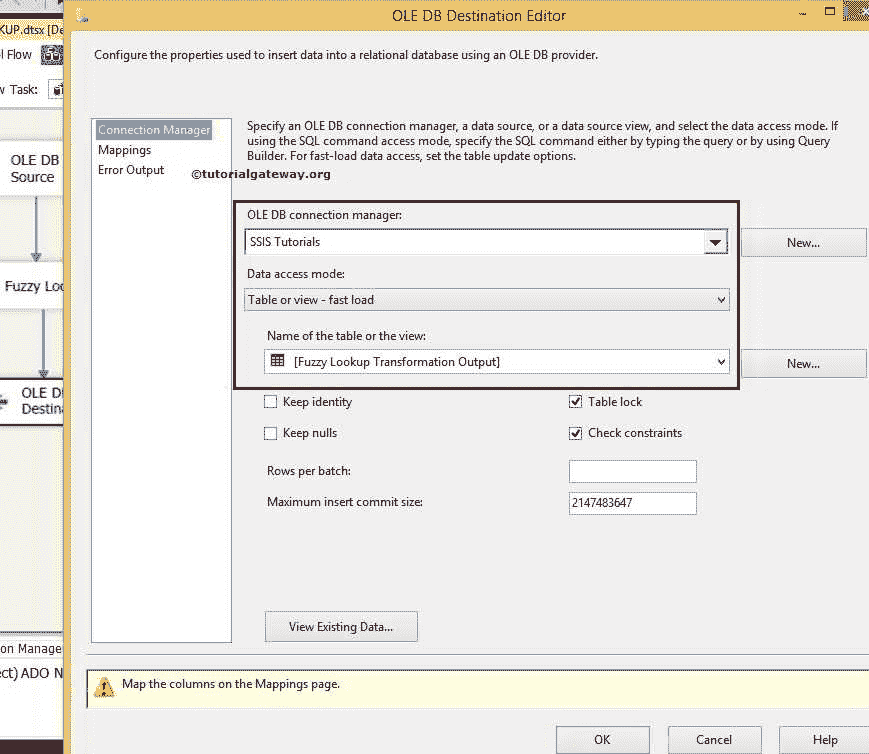 OLE DB Destination Editor
KUP.dtsx [De
l Flow
w Task:
OLE DB
Source
Fuzzy Loo
OLE DB
Destina
on Manage
ct) ADO N
Configure the properties used to insert data into a relational database using an OLE DB provider.
Connection Manager
Mappings
Error Output
Specify an OLE DB connection manager, a data source, or a data source view, and select the data access mode. If
using the SQL command access mode, specify the SQL command either by typing the query or by using Query
Builder. For fast-load data access, set the table update options.
©tutorialgateway.org
OLE DB connection manager:
SSIS Tutorials
New...
Data access mode:
Table or view - fast load
Name of the table or the view:
[Fuzzy Lookup Transformation Output]
New...
Keep identity
Table lock
Keep nulls
Check constraints
Rows per batch:
Maximum insert commit size:
2147483647
View Existing Data...
Map the columns on the Mappings page.
OK
Cancel
Help